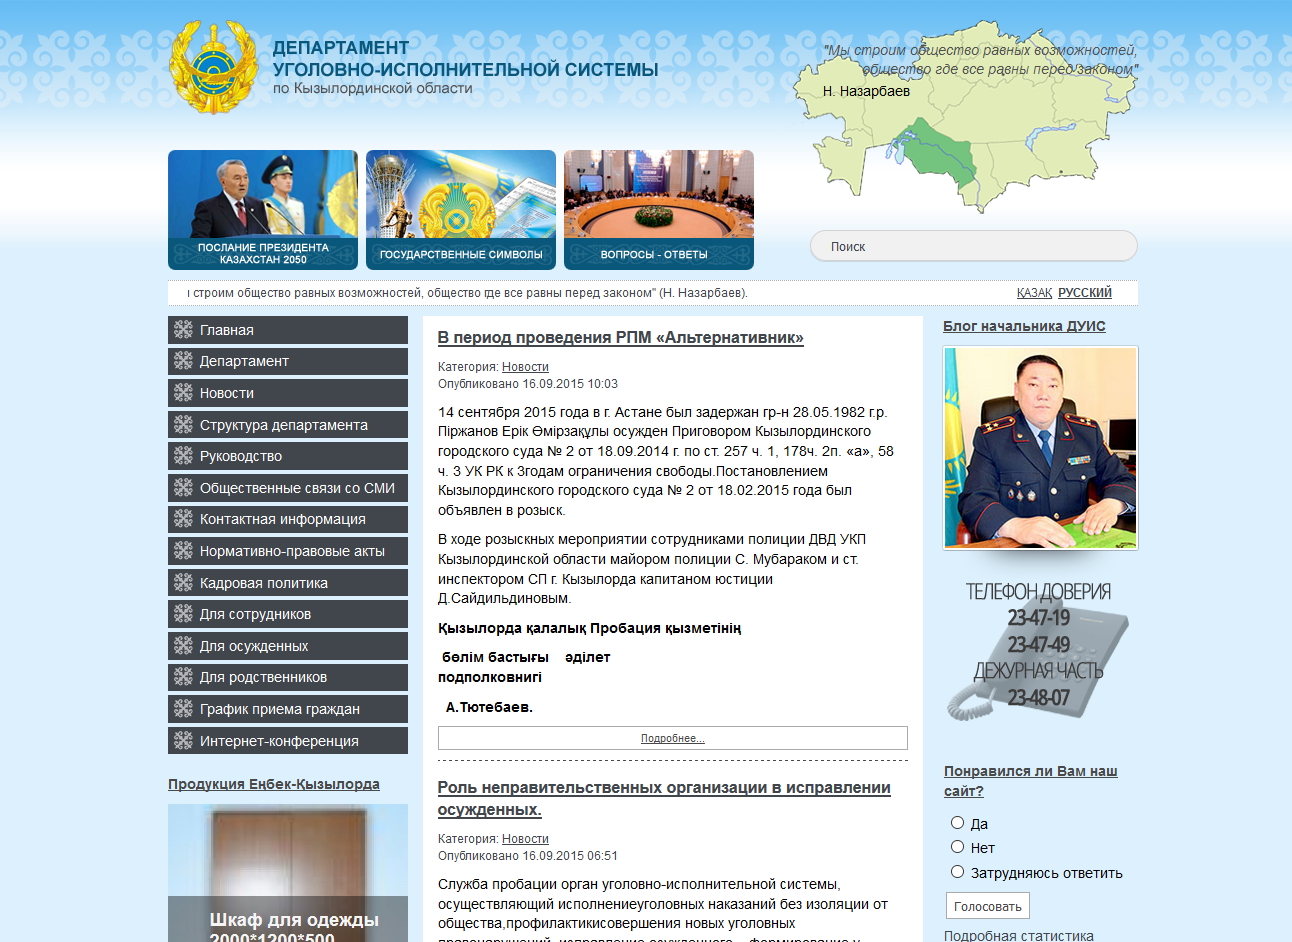 ДЕПАРТАМЕНТ
УГОЛОВНО-ИСПОЛНИТЕЛЬНОЙ СИСТЕМЫ
по Кызылординской области
"Мы строим общество равных возможностей,
общество где все равны перед законом"
Н. Назарбаев
ПОСЛАНИЕ ПРЕЗИДЕНТА
КАЗАХСТАН 2050
ГОСУДАРСТВЕННЫЕ СИМВОЛЫ
ВОПРОСЫ - ОТВЕТЫ
Поиск
строим общество равных возможностей, общество где все равны перед законом" (Н. Назарбаев).
ҚАЗАҚ РУССКИЙ
Главная
Департамент
Новости
Структура департамента
Руководство
Общественные связи со СМИ
Контактная информация
Нормативно-правовые акты
Кадровая политика
Для сотрудников
Для осужденных
Для родственников
График приема граждан
Интернет-конференция
Продукция Еңбек-Қызылорда
Шкаф для одежды
2000*1200*500
В период проведения РПМ «Альтернативник»
Категория: Новости
Опубликовано 16.09.2015 10:03
14 сентября 2015 года в г. Астане был задержан гр-н 28.05.1982 г.р.
Піржанов Ерік Өмірзақұлы осужден Приговором Кызылординского
городского суда № 2 от 18.09.2014 г. по ст. 257 ч. 1, 178ч. 2п. «а», 58
ч. 3 УК РК к 3годам ограничения свободы.Постановлением
Кызылординского городского суда № 2 от 18.02.2015 года был
объявлен в розыск.
В ходе розыскных мероприятии сотрудниками полиции ДВД УКП
Кызылординской области майором полиции С. Мубараком и ст.
инспектором СП г. Кызылорда капитаном юстиции
Д.Сайдильдиновым.
Қызылорда қалалық Пробация қызметінің
бөлім бастығы әділет
подполковнигі
А.Тютебаев.
Подробнее...
Роль неправительственных организации в исправлении
осужденных.
Категория: Новости
Опубликовано 16.09.2015 06:51
Служба пробации орган уголовно-исполнительной системы,
осуществляющий исполнениеуголовных наказаний без изоляции от
общества,профилактикисовершения новых уголовных
правонарушений, исправление осужденного – формирование у
Блог начальника ДУИС
ТЕЛЕФОН ДОВЕРИЯ
23-47-19
23-47-49
ДЕЖУРНАЯ ЧАСТЬ
23-48-07
Понравился ли Вам наш
сайт?
Да
Нет
Затрудняюсь ответить
Голосовать
Подробная статистика